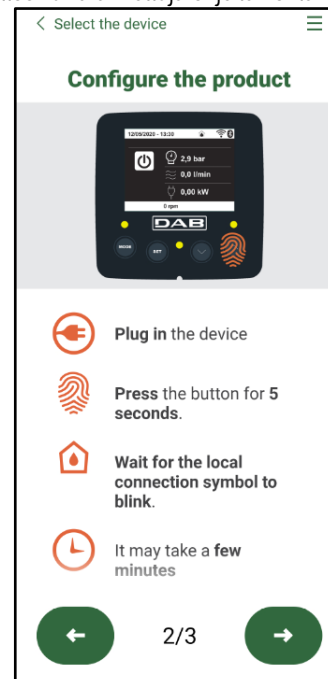 Select the device
Configure the product
12/09/2020 - 13:30
2,9 bar
0,0 l/min
0,00 kW
0 rpm
DAB
MODE
SET
Plug in the device
Press the button for 5
seconds.
Wait for the local
connection symbol to
blink.
It may take a few
minutes
2/3